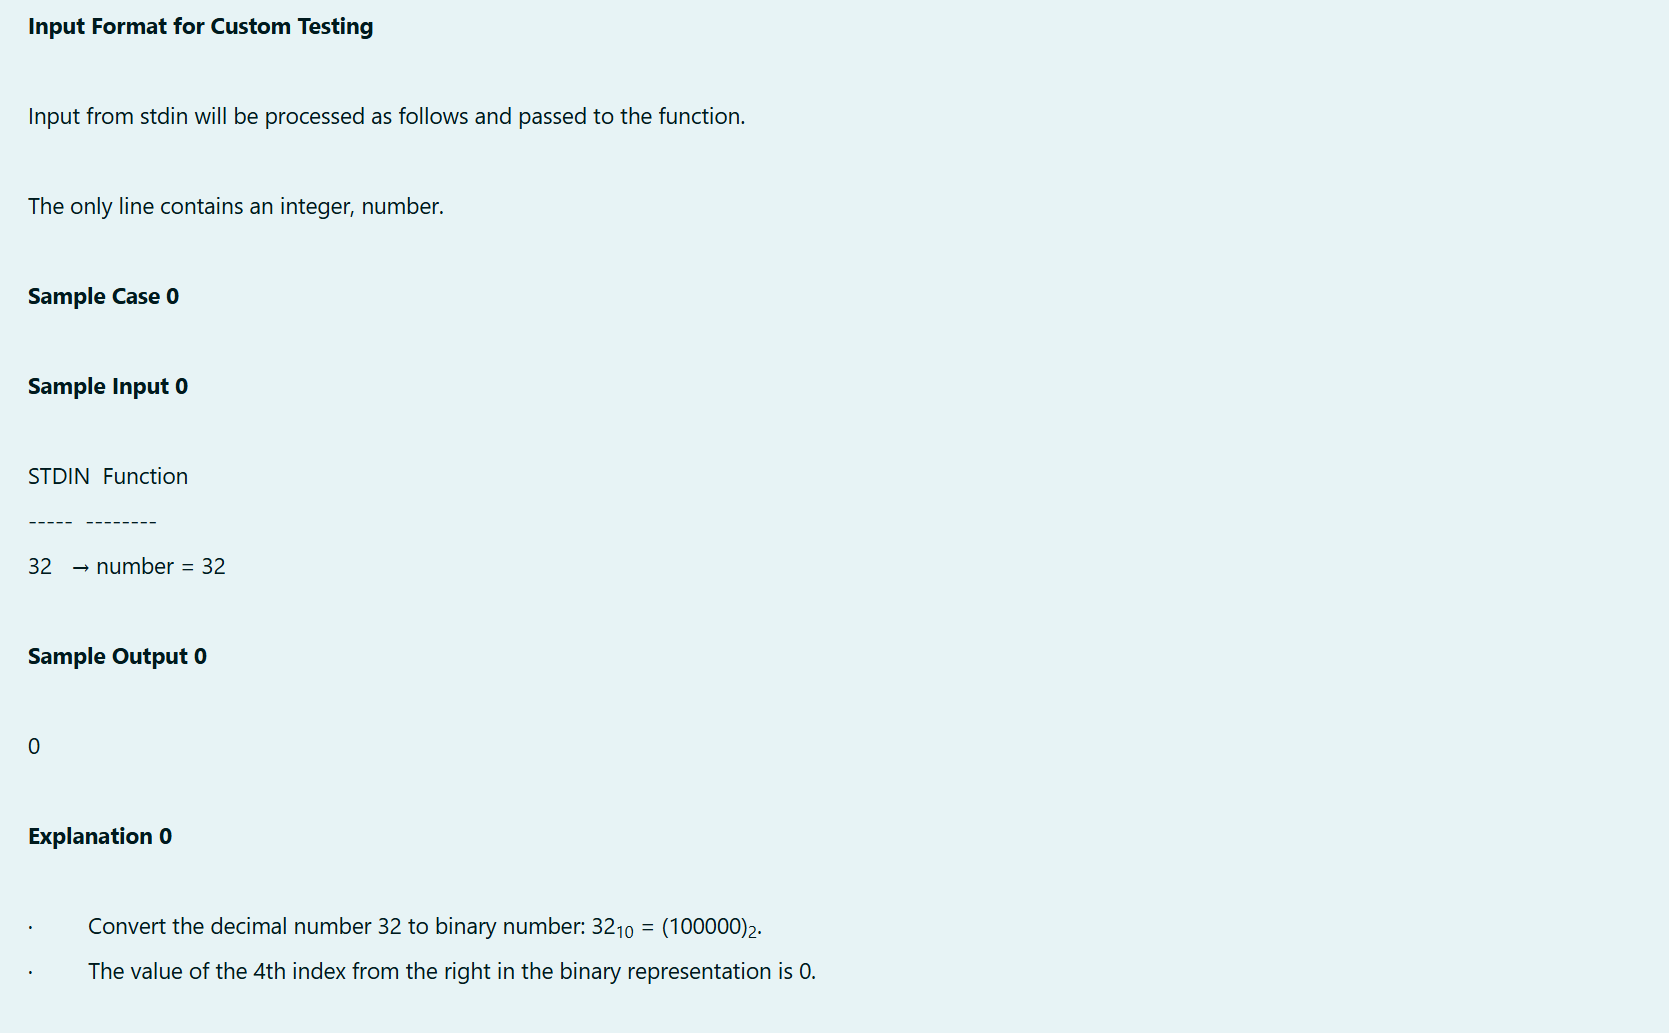 Input Format for Custom Testing
Input from stdin will be processed as follows and passed to the function.
The only line contains an integer, number.
Sample Case 0
Sample Input 0
STDIN  Function
-----  --------
32   → number = 32
Sample Output 0
0
Explanation 0
·	Convert the decimal number 32 to binary number: 32₁₀ = (100000)₂.
·	The value of the 4th index from the right in the binary representation is 0.